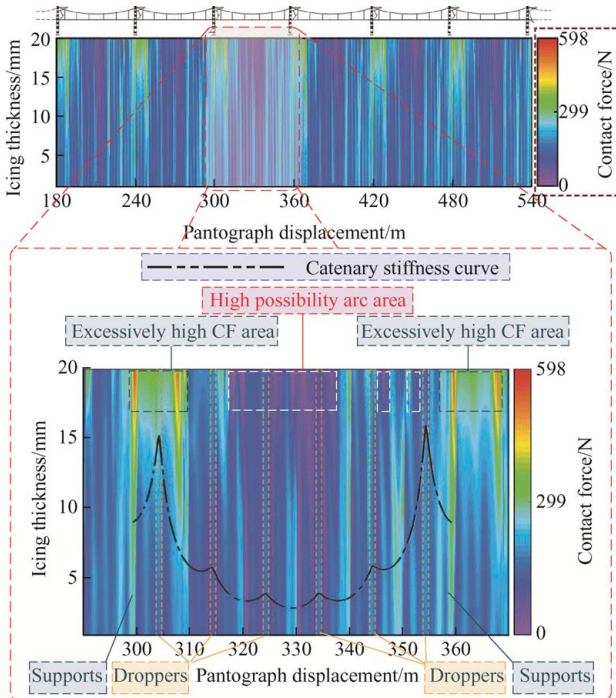 20
15
10
5
Icing thickness/mm
180
240
300
360
420
480
540
Pantograph displacement/m
598
299
0
Contact force/N
Catenary stiffness curve
High possibility arc area
Excessively high CF area
Excessively high CF area
20
15
10
5
Icing thickness/mm
598
299
0
Contact force/N
300
310
320
330
340
350
360
Supports
Droppers
Pantograph displacement/m
Droppers
Supports